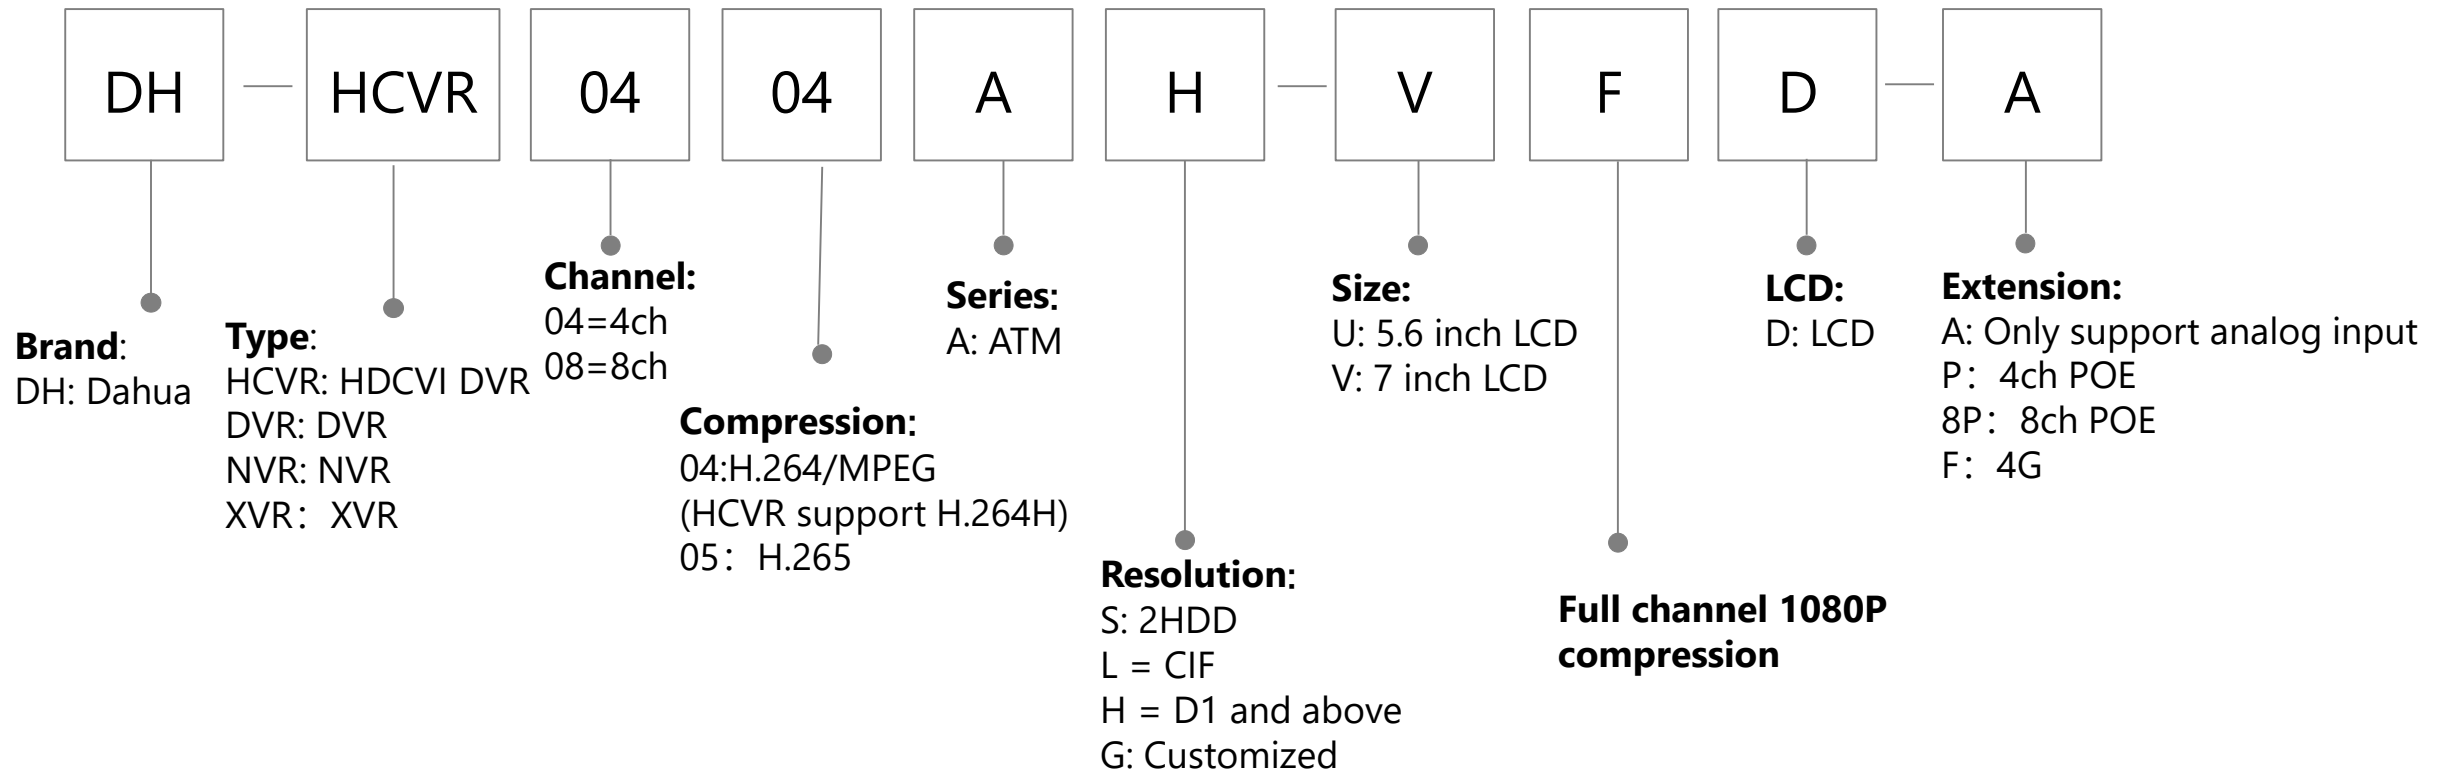 DH — HCVR 04 04 A H — V F D — A
Brand:
DH: Dahua
Type:
HCVR: HDCVI DVR
DVR: DVR
NVR: NVR
XVR：XVR
Channel:
04=4ch
08=8ch
Compression:
04:H.264/MPEG
(HCVR support H.264H)
05：H.265
Series:
A: ATM
Resolution:
S: 2HDD
L = CIF
H = D1 and above
G: Customized
Size:
U: 5.6 inch LCD
V: 7 inch LCD
Full channel 1080P
compression
LCD:
D: LCD
Extension:
A: Only support analog input
P：4ch POE
8P：8ch POE
F：4G